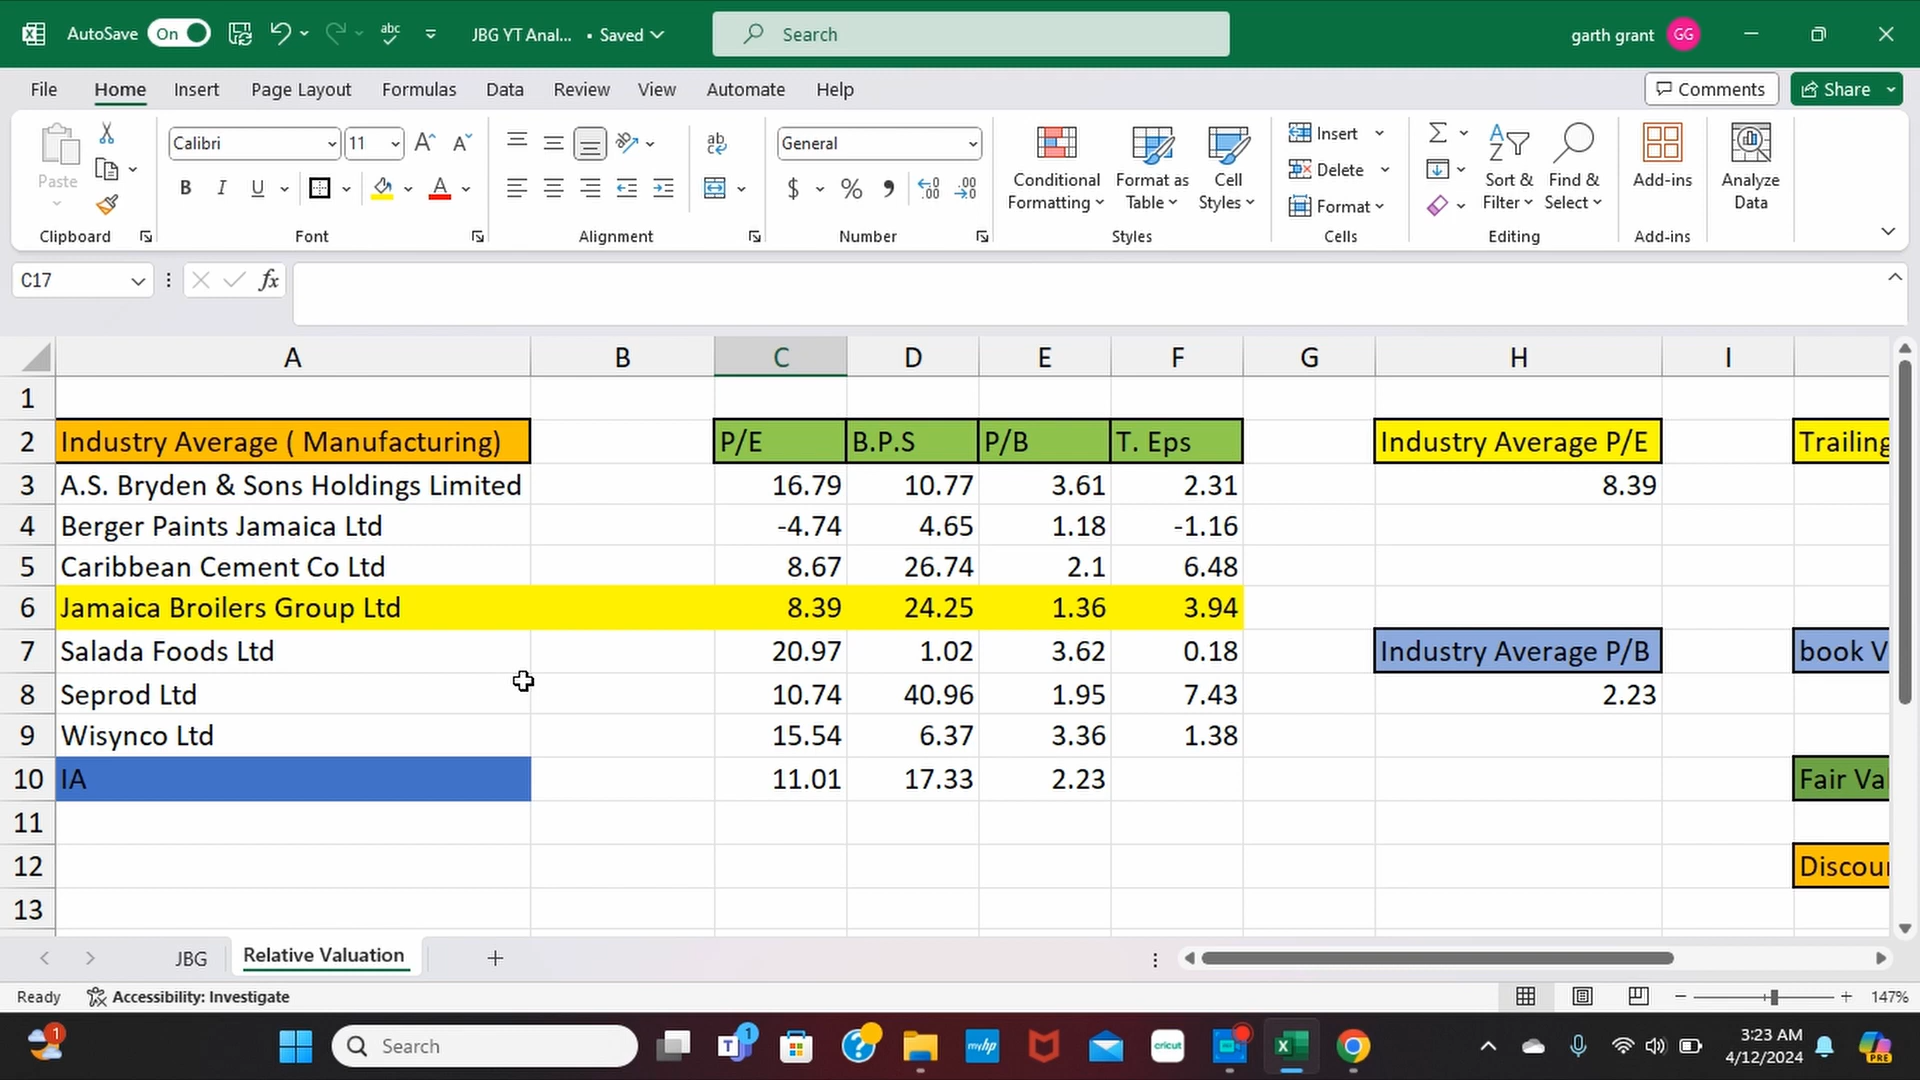 AutoSave On abc JBG YT Anal... • Saved Search garth grant GG
File Home Insert Page Layout Formulas Data Review View Automate Help Comments Share
Paste Calibri 11 General Conditional Formatting Format as Table Cell Styles Insert Delete Format Sort & Filter Find & Select Add-ins Analyze Data
Clipboard Font Alignment Number Styles Cells Editing Add-ins
C17 fx
A B C D E F G H I
1
2 Industry Average ( Manufacturing) P/E B.P.S P/B T. Eps Industry Average P/E Trailing
3 A.S. Bryden & Sons Holdings Limited 16.79 10.77 3.61 2.31 8.39
4 Berger Paints Jamaica Ltd -4.74 4.65 1.18 -1.16
5 Caribbean Cement Co Ltd 8.67 26.74 2.1 6.48
6 Jamaica Broilers Group Ltd 8.39 24.25 1.36 3.94
7 Salada Foods Ltd 20.97 1.02 3.62 0.18 Industry Average P/B book V
8 Seprod Ltd 10.74 40.96 1.95 7.43 2.23
9 Wisynco Ltd 15.54 6.37 3.36 1.38
10 IA 11.01 17.33 2.23 Fair Va
11
12 Discou
13
JBG Relative Valuation
Ready Accessibility: Investigate 147%
1 Search T 1 myhp cricut 3:23 AM PRE
4/12/2024